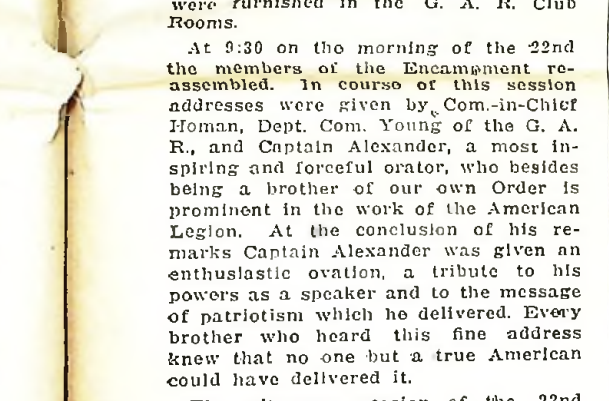 were furnished in the G. A. R. Club
Rooms.
At 9:30 on the morning of the 22nd
the members of the Encampment re-
assembled. In course of this session
addresses were given by Com.-in-Chief
Homan, Dept. Com. Young of the G. A.
R., and Captain Alexander, a most in-
spiring and forceful orator, who besides
being a brother of our own Order is
prominent in the work of the American
Legion. At the conclusion of his re-
marks Captain Alexander was given an
enthusiastic ovation, a tribute to his
powers as a speaker and to the message
of patriotism which he delivered. Every
brother who heard this fine address
knew that no one but a true American
could have delivered it.
session of the 22nd